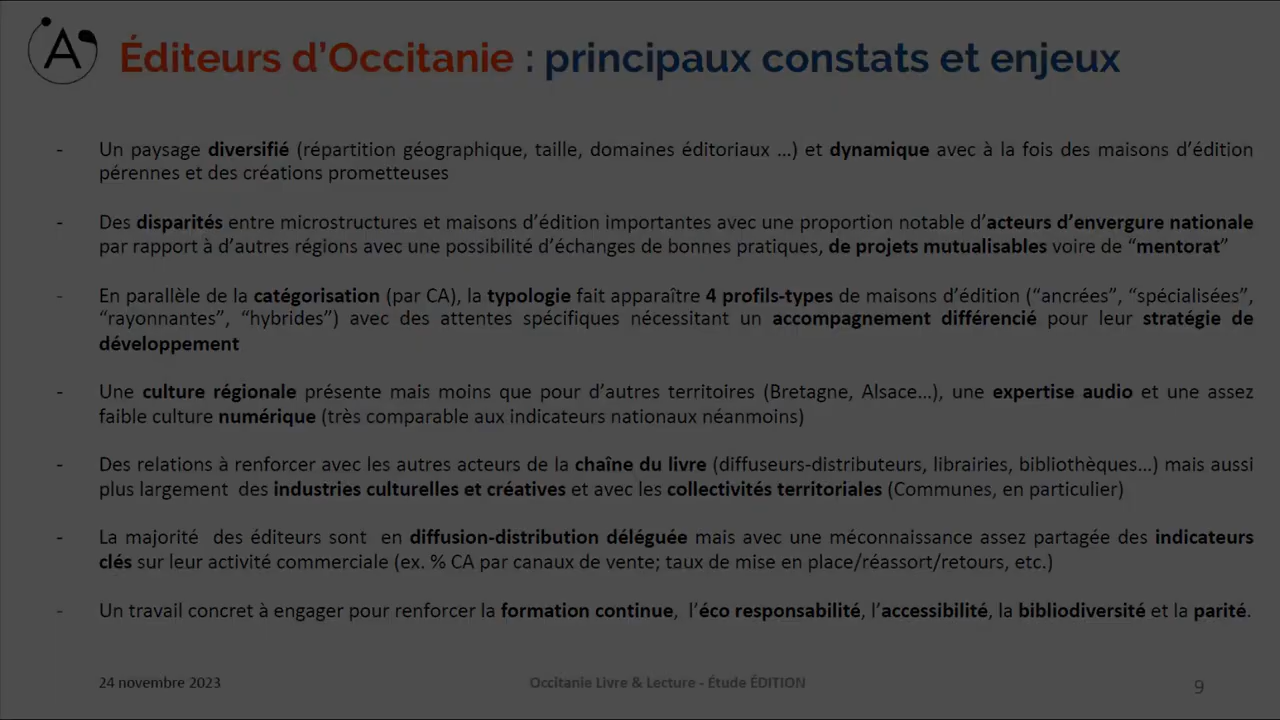 A
Éditeurs d’Occitanie : principaux constats et enjeux
- Un paysage diversifié (répartition géographique, taille, domaines éditoriaux …) et dynamique avec à la fois des maisons d’édition
pérennes et des créations prometteuses
- Des disparités entre microstructures et maisons d’édition importantes avec une proportion notable d’acteurs d’envergure nationale
par rapport à d’autres régions avec une possibilité d’échanges de bonnes pratiques, de projets mutualisables voire de “mentorat”
- En parallèle de la catégorisation (par CA), la typologie fait apparaître 4 profils-types de maisons d’édition (“ancrées”, “spécialisées”,
“rayonnantes”, “hybrides”) avec des attentes spécifiques nécessitant un accompagnement différencié pour leur stratégie de
développement
- Une culture régionale présente mais moins que pour d’autres territoires (Bretagne, Alsace…), une expertise audio et une assez
faible culture numérique (très comparable aux indicateurs nationaux néanmoins)
- Des relations à renforcer avec les autres acteurs de la chaîne du livre (diffuseurs-distributeurs, librairies, bibliothèques…) mais aussi
plus largement des industries culturelles et créatives et avec les collectivités territoriales (Communes, en particulier)
- La majorité des éditeurs sont en diffusion-distribution déléguée mais avec une méconnaissance assez partagée des indicateurs
clés sur leur activité commerciale (ex. % CA par canaux de vente; taux de mise en place/réassort/retours, etc.)
- Un travail concret à engager pour renforcer la formation continue, l’éco responsabilité, l’accessibilité, la bibliodiversité et la parité.
24 novembre 2023
Occitanie Livre & Lecture - Étude ÉDITION
9